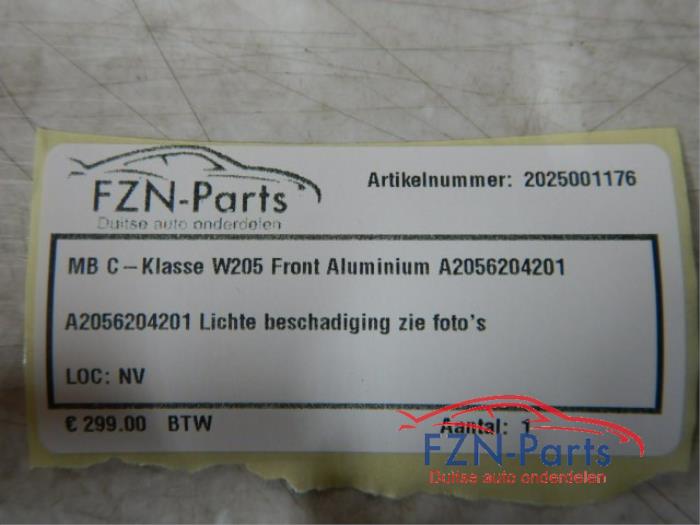 FZN-Parts
Duitse auto onderdelen
Artikelnummer: 2025001176
MB C-Klasse W205 Front Aluminium A2056204201
A2056204201 Lichte beschadiging zie foto's
LOC: NV
€ 299.00 BTW
Aantal: 1
FZN-Parts
Duitse auto onderdelen